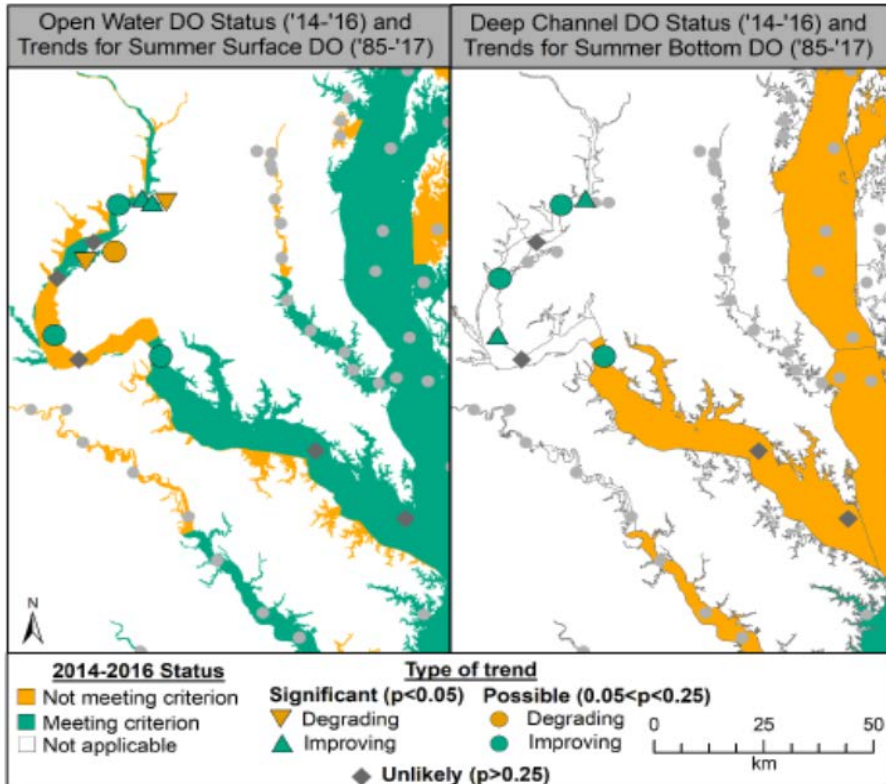 Open Water DO Status ('14-'16) and
Trends for Summer Surface DO ('85-'17)
Deep Channel DO Status ('14-'16) and
Trends for Summer Bottom DO ('85-'17)
N
2014-2016 Status
Not meeting criterion
Meeting criterion
Not applicable
Type of trend
Significant (p<0.05)
Degrading
Improving
Possible (0.05<p<0.25)
Degrading
Improving
Unlikely (p>0.25)
0 25 50
km